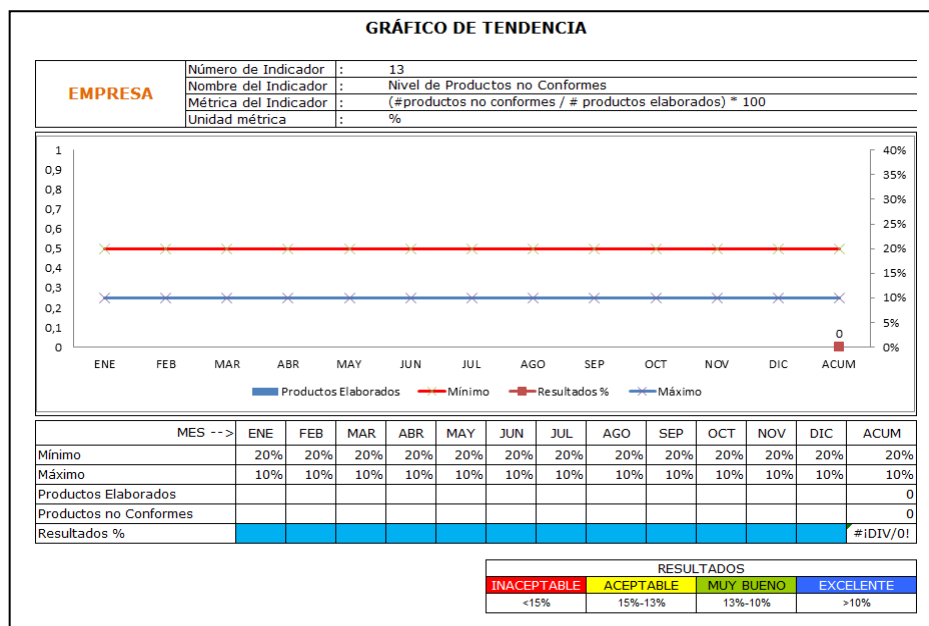 GRÁFICO DE TENDENCIA
EMPRESA
Número de Indicador : 13
Nombre del Indicador : Nivel de Productos no Conformes
Métrica del Indicador : (#productos no conformes / # productos elaborados) * 100
Unidad métrica : %
1 40%
0,9 35%
0,8 30%
0,7 25%
0,6
0,5 20%
0,4 15%
0,3
0,2 10%
0,1 5%
0 0%
0
ENE FEB MAR ABR MAY JUN JUL AGO SEP OCT NOV DIC ACUM
Productos Elaborados Mínimo Resultados % Máximo
MES --> ENE FEB MAR ABR MAY JUN JUL AGO SEP OCT NOV DIC ACUM
Mínimo 20% 20% 20% 20% 20% 20% 20% 20% 20% 20% 20% 20% 20%
Máximo 10% 10% 10% 10% 10% 10% 10% 10% 10% 10% 10% 10% 10%
Productos Elaborados 0
Productos no Conformes 0
Resultados % #¡DIV/0!
RESULTADOS
INACEPTABLE ACEPTABLE MUY BUENO EXCELENTE
<15% 15%-13% 13%-10% >10%